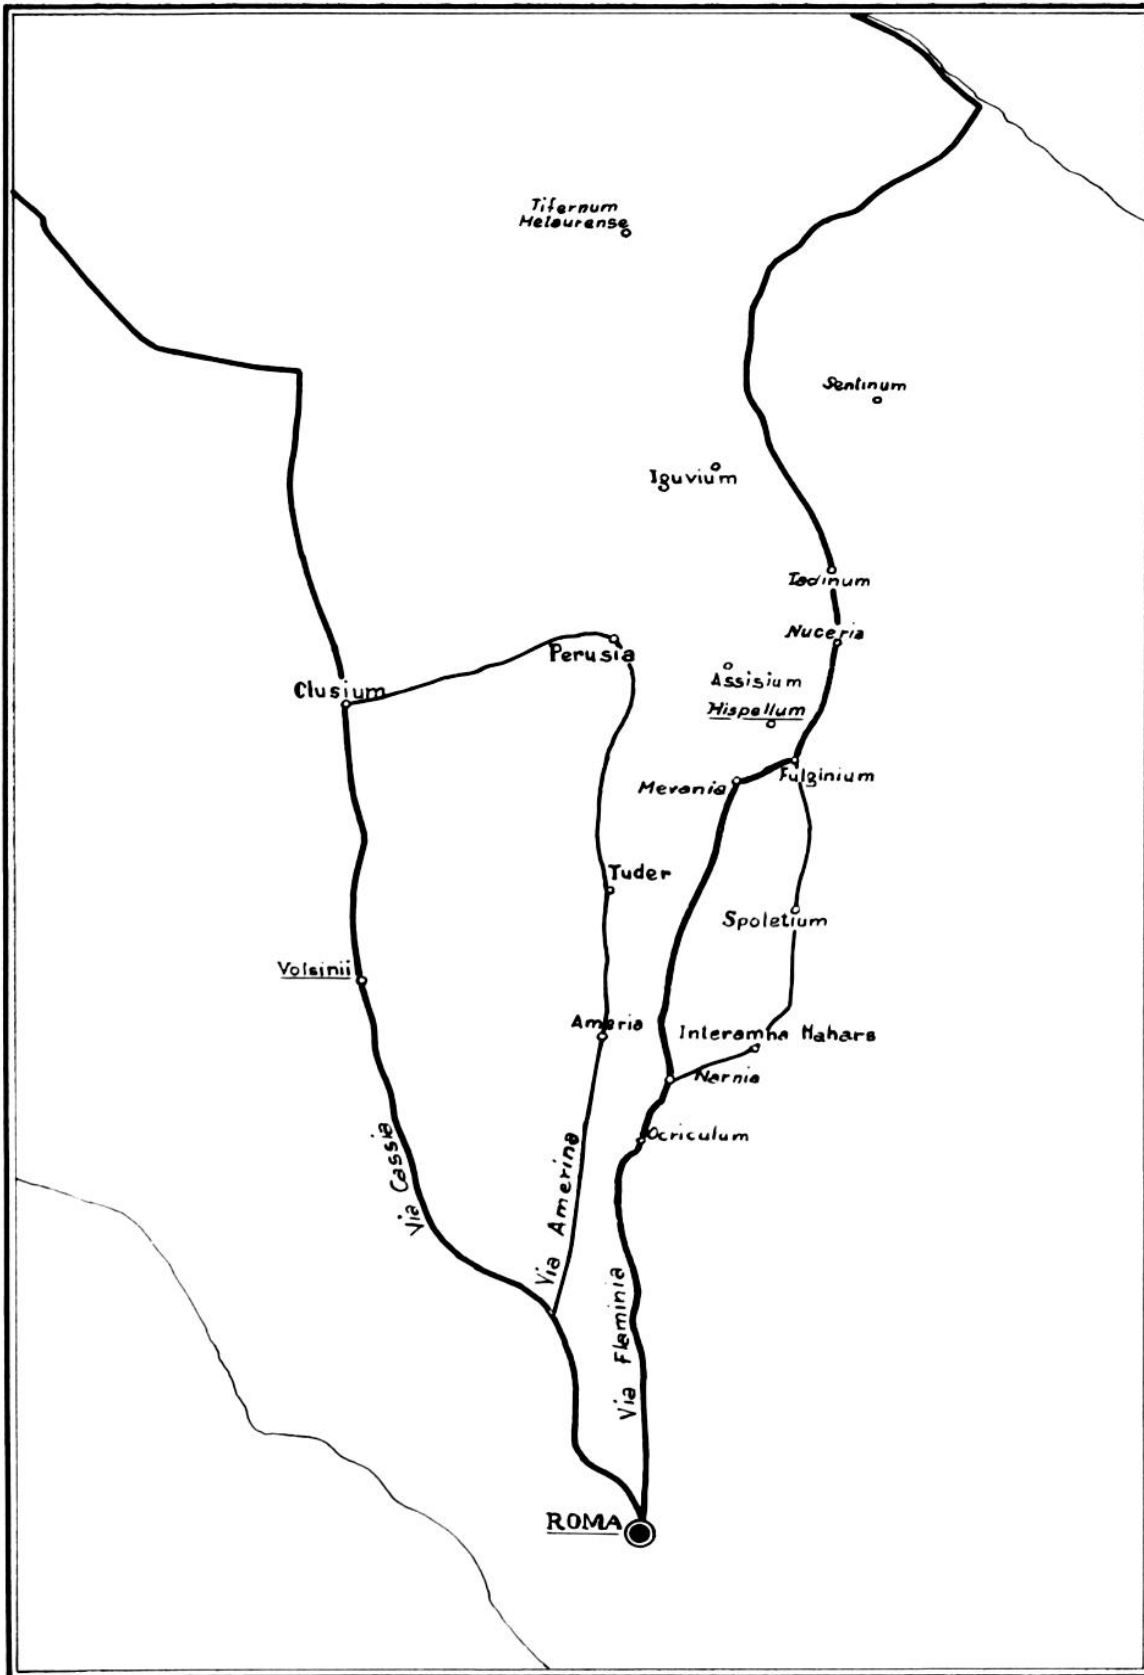 Tifernum
Metaurense
Sentinum
Iguvium
Tadinum
Nuceria
Perusia
Assisium
Clusium
Hispellum
Fulginium
Mevania
Tuder
Spoletium
Volsinii
Ameria
Interamna Nahars
Narnia
Ocriculum
Via Cassia
Via Amerina
Via Flaminia
ROMA